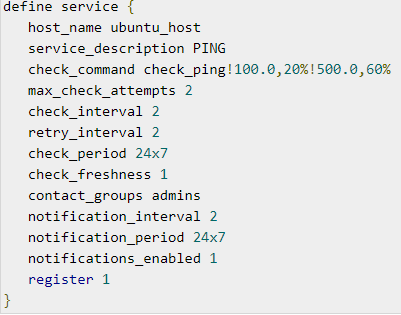 define service {
host_name ubuntu_host
service_description PING
check_command check_ping!100.0,20%!500.0,60%
max_check_attempts 2
check_interval 2
retry_interval 2
check_period 24x7
check_freshness 1
contact_groups admins
notification_interval 2
notification_period 24x7
notifications_enabled 1
register 1
}